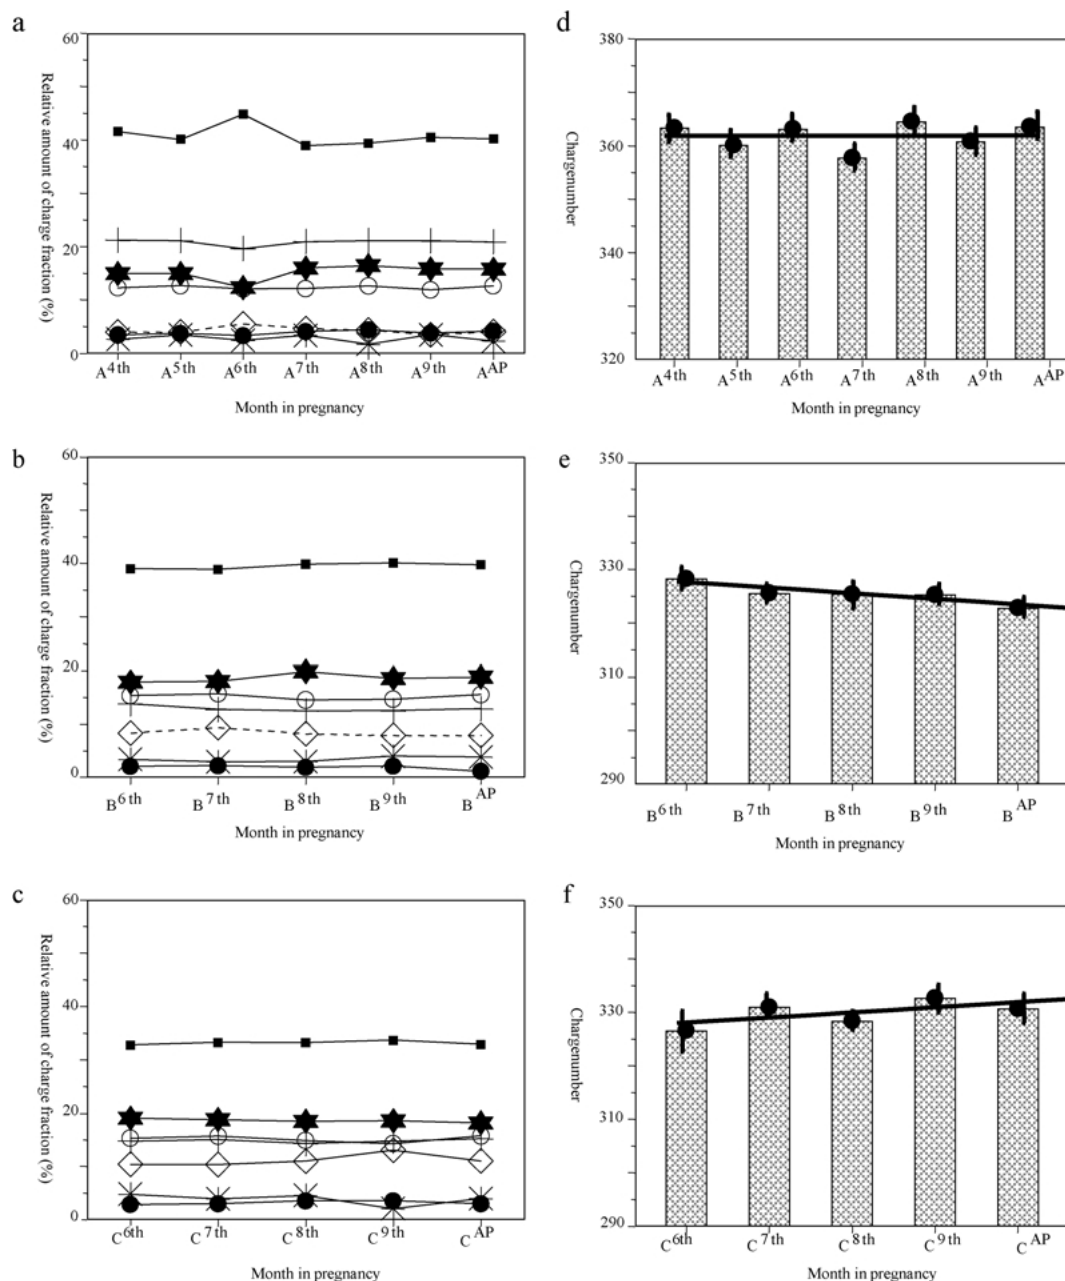 a
60
40
20
0
Relative amount of charge fraction (%)
A4th A5th A6th A7th A8th A9th AAP
Month in pregnancy
d
380
360
340
320
Chargenumber
A4th A5th A6th A7th A8th A9th AAP
Month in pregnancy
b
60
40
20
0
Relative amount of charge fraction (%)
B6th B7th B8th B9th BAP
Month in pregnancy
e
350
330
310
290
Chargenumber
B6th B7th B8th B9th BAP
Month in pregnancy
c
60
40
20
0
Relative amount of charge fraction (%)
C6th C7th C8th C9th CAP
Month in pregnancy
f
350
330
310
290
Chargenumber
C6th C7th C8th C9th CAP
Month in pregnancy